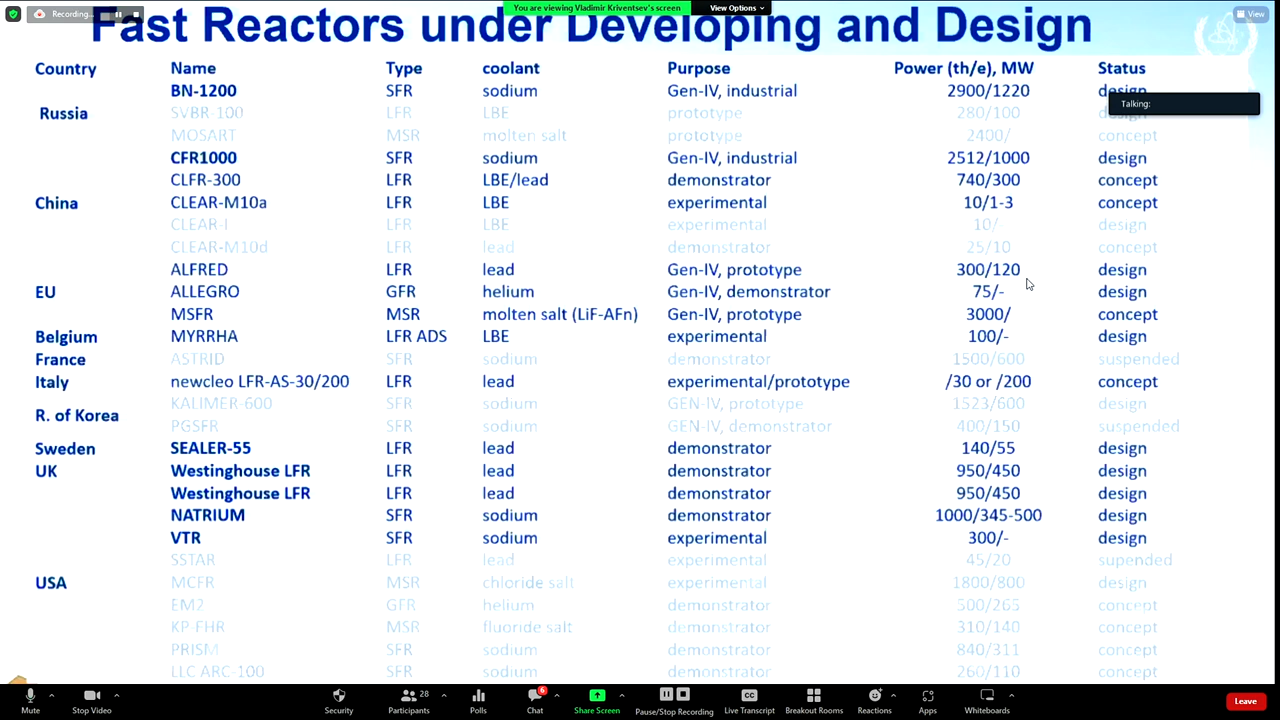 Recording...
You are viewing Vladimir Kriventsev's screen
View Options
View
Fast Reactors under Developing and Design
Country Name Type coolant Purpose Power (th/e), MW Status
BN-1200 SFR sodium Gen-IV, industrial 2900/1220 design
Talking:
Russia SVBR-100 LFR LBE prototype 280/100
MOSART MSR molten salt prototype 2400/ concept
CFR1000 SFR sodium Gen-IV, industrial 2512/1000 design
CLFR-300 LFR LBE/lead demonstrator 740/300 concept
China CLEAR-M10a LFR LBE experimental 10/1-3 concept
CLEAR-I LFR LBE experimental 10/ design
CLEAR-M10d LFR lead demonstrator 25/10 concept
ALFRED LFR lead Gen-IV, prototype 300/120 design
EU ALLEGRO GFR helium Gen-IV, demonstrator 75/- design
MSFR MSR molten salt (LiF-AFn) Gen-IV, prototype 3000/ concept
Belgium MYRRHA LFR ADS LBE experimental 100/- design
France ASTRID SFR sodium demonstrator 1500/600 suspended
Italy newcleo LFR-AS-30/200 LFR lead experimental/prototype /30 or /200 concept
KALIMER-600 SFR sodium GEN-IV, prototype 1523/600 design
R. of Korea
PGSFR SFR sodium GEN-IV, demonstrator 400/150 suspended
Sweden SEALER-55 LFR lead demonstrator 140/55 design
UK Westinghouse LFR LFR lead demonstrator 950/450 design
Westinghouse LFR LFR lead demonstrator 950/450 design
NATRIUM SFR sodium demonstrator 1000/345-500 design
VTR SFR sodium experimental 300/- design
SSTAR LFR lead experimental 45/20 supended
USA MCFR MSR chloride salt experimental 1800/800 design
EM2 GFR helium demonstrator 500/265 concept
KP-FHR MSR fluoride salt demonstrator 310/140 concept
PRISM SFR sodium demonstrator 840/311 concept
LLC ARC-100 SFR sodium demonstrator 260/110 concept
28
6
CC
Mute Stop Video Security Participants Polls Chat Share Screen Pause/Stop Recording Live Transcript Breakout Rooms Reactions Apps Whiteboards Leave